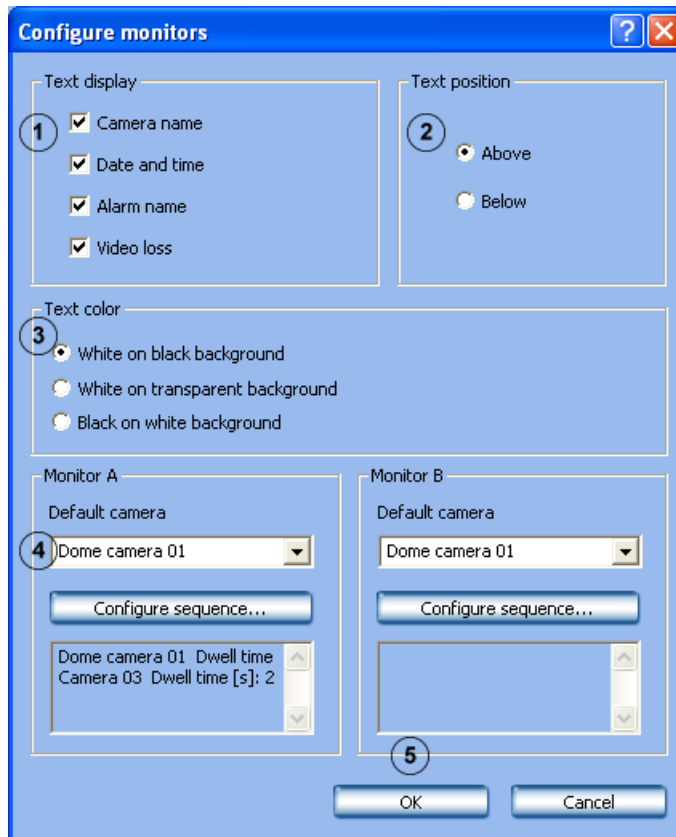 Configure monitors
?
Text display
1
Camera name
Date and time
Alarm name
Video loss
Text position
2
Above
Below
Text color
3
White on black background
White on transparent background
Black on white background
Monitor A
Default camera
4
Dome camera 01
Configure sequence...
Dome camera 01 Dwell time
Camera 03 Dwell time [s]: 2
Monitor B
Default camera
Dome camera 01
Configure sequence...
5
OK
Cancel